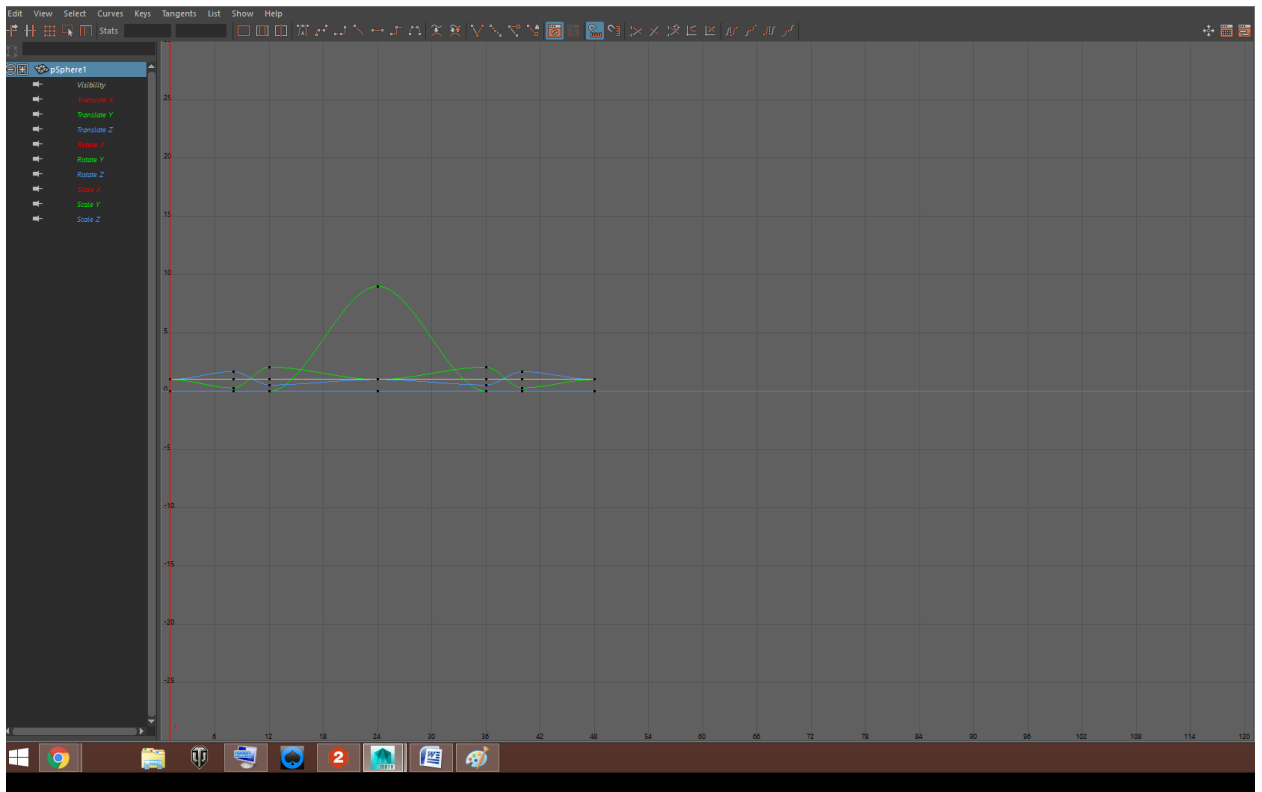 Edit View Select Curves Keys Tangents List Show Help
Stats
pSphere1
Visibility
Translate X
Translate Y
Translate Z
Rotate X
Rotate Y
Rotate Z
Scale X
Scale Y
Scale Z
25
20
15
10
5
0
-5
-10
-15
-20
-25
1
6 12 18 24 30 36 42 48 54 60 66 72 78 84 90 96 102 108 114 120
2